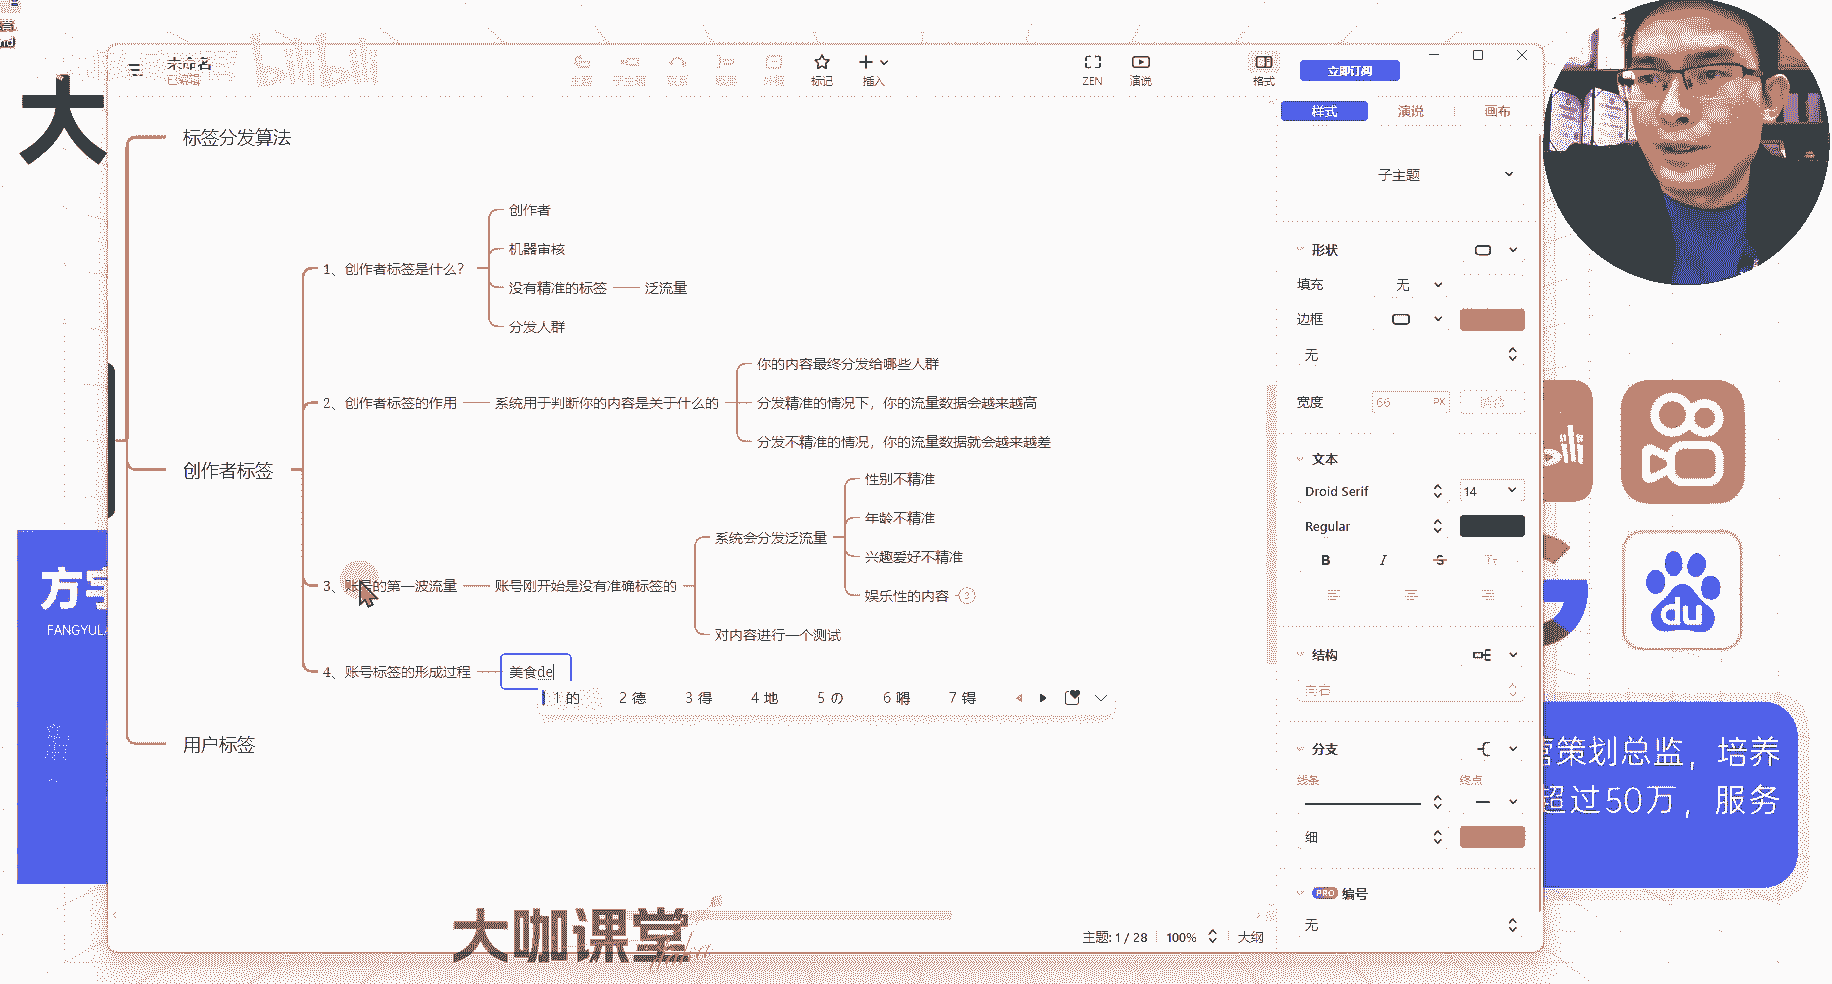 大
未命名
已编辑
bilibili
主题
子主题
标记
插入
ZEN
演说
格式
立即订阅
样式
演说
画布
标签分发算法
创作者
机器审核
1、创作者标签是什么?
没有精准的标签
泛流量
分发人群
你的内容最终分发给哪些人群
2、创作者标签的作用
系统用于判断你的内容是关于什么的
分发精准的情况下，你的流量数据会越来越高
分发不精准的情况，你的流量数据就会越来越差
创作者标签
性别不精准
年龄不精准
系统会分发泛流量
兴趣爱好不精准
3、账号的第一波流量
账号刚开始是没有准确标签的
娱乐性的内容
2
对内容进行一个测试
4、账号标签的形成过程
美食de
1 的 2 德 3 得 4 地 5 の 6 嘚 7 得
用户标签
子主题
形状
填充
无
边框
无
宽度
66
PX
文本
Droid Serif
14
Regular
B
I
S
结构
向右
分支
线条
终点
细
PRO 编号
无
主题: 1 / 28
100%
大纲
方宇
FANGYULA
du
营策划总监，培养
超过50万，服务
大咖课堂